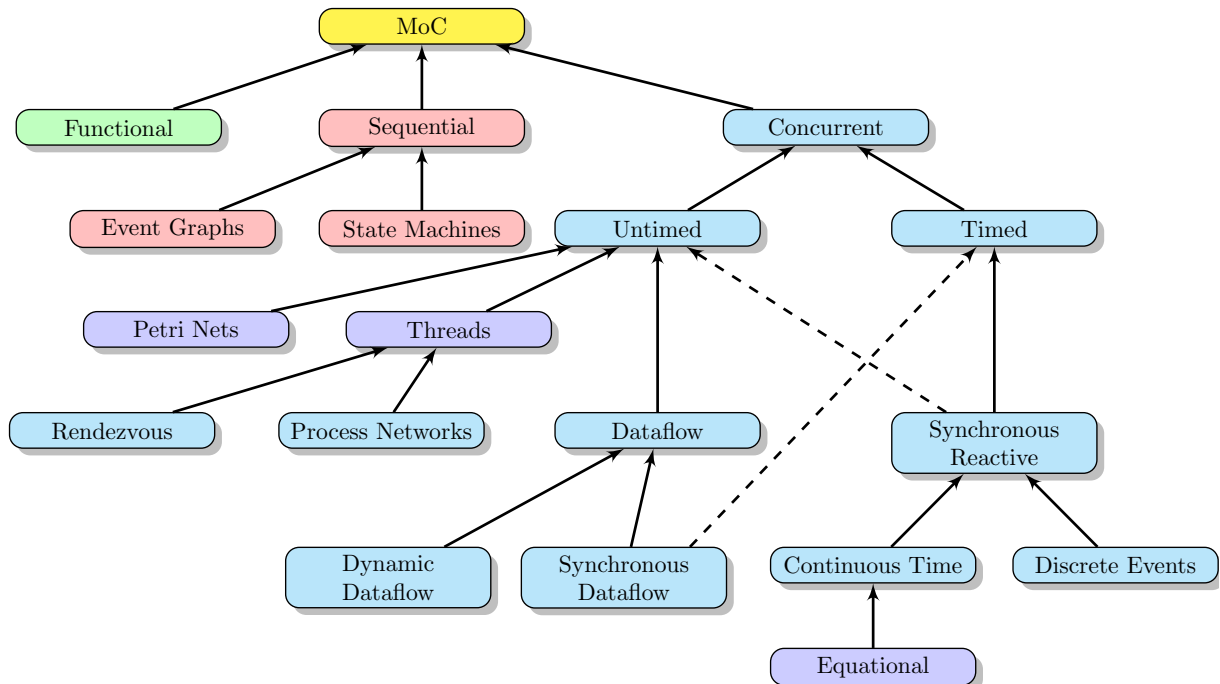 MoC
Functional
Sequential
Concurrent
Event Graphs
State Machines
Untimed
Timed
Petri Nets
Threads
Rendezvous
Process Networks
Dataflow
Synchronous
Reactive
Dynamic
Dataflow
Synchronous
Dataflow
Continuous Time
Discrete Events
Equational